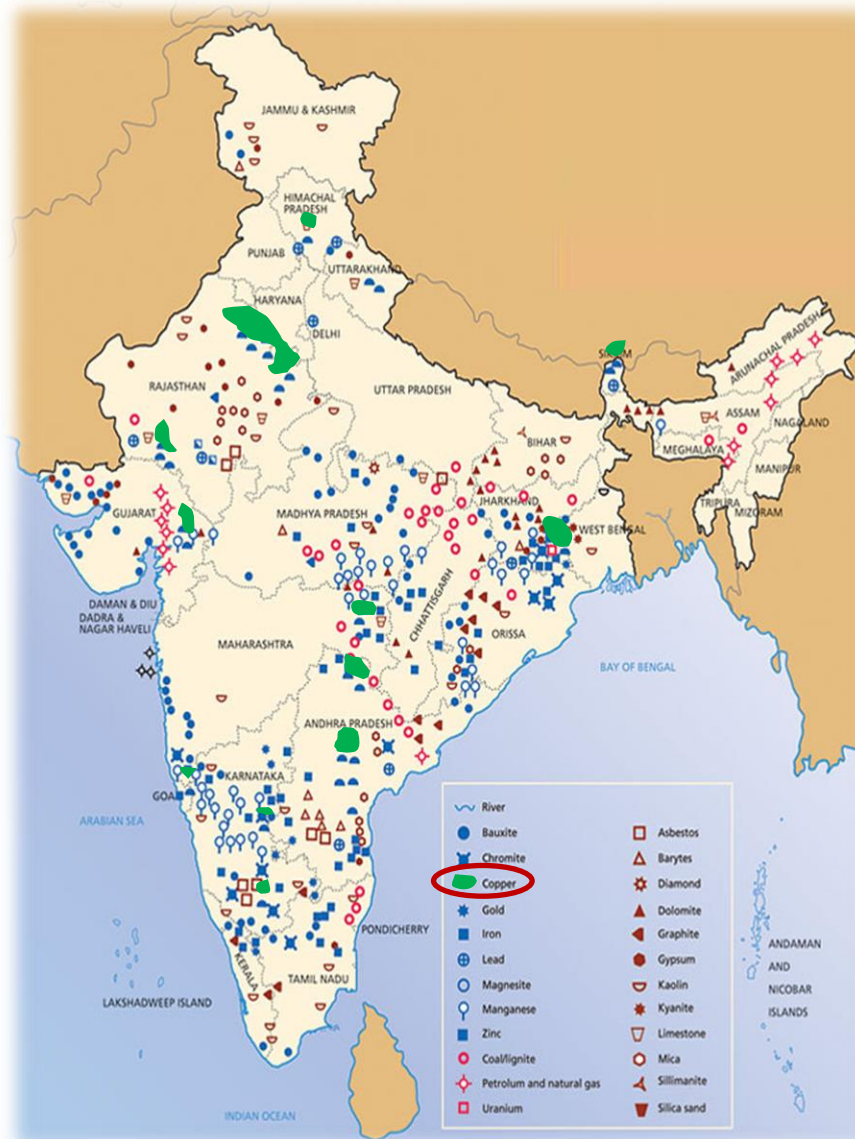 JAMMU & KASHMIR
HIMACHAL
PRADESH
PUNJAB
UTTARAKHAND
HARYANA
DELHI
RAJASTHAN
UTTAR PRADESH
SIKKIM
ARUNACHAL PRADESH
ASSAM
NAGALAND
MEGHALAYA
MANIPUR
TRIPURA
MIZORAM
BIHAR
JHARKHAND
WEST BENGAL
GUJARAT
MADHYA PRADESH
CHHATTISGARH
DAMAN & DIU
DADRA &
NAGAR HAVELI
MAHARASHTRA
ORISSA
BAY OF BENGAL
ANDHRA PRADESH
KARNATAKA
GOA
ARABIAN SEA
PONDICHERRY
KERALA
TAMIL NADU
LAKSHADWEEP ISLAND
INDIAN OCEAN
ANDAMAN
AND
NICOBAR
ISLANDS
River
Bauxite
Chromite
Copper
Gold
Iron
Lead
Magnesite
Manganese
Zinc
Coal/lignite
Petrolum and natural gas
Uranium
Asbestos
Barytes
Diamond
Dolomite
Graphite
Gypsum
Kaolin
Kyanite
Limestone
Mica
Sillimanite
Silica sand